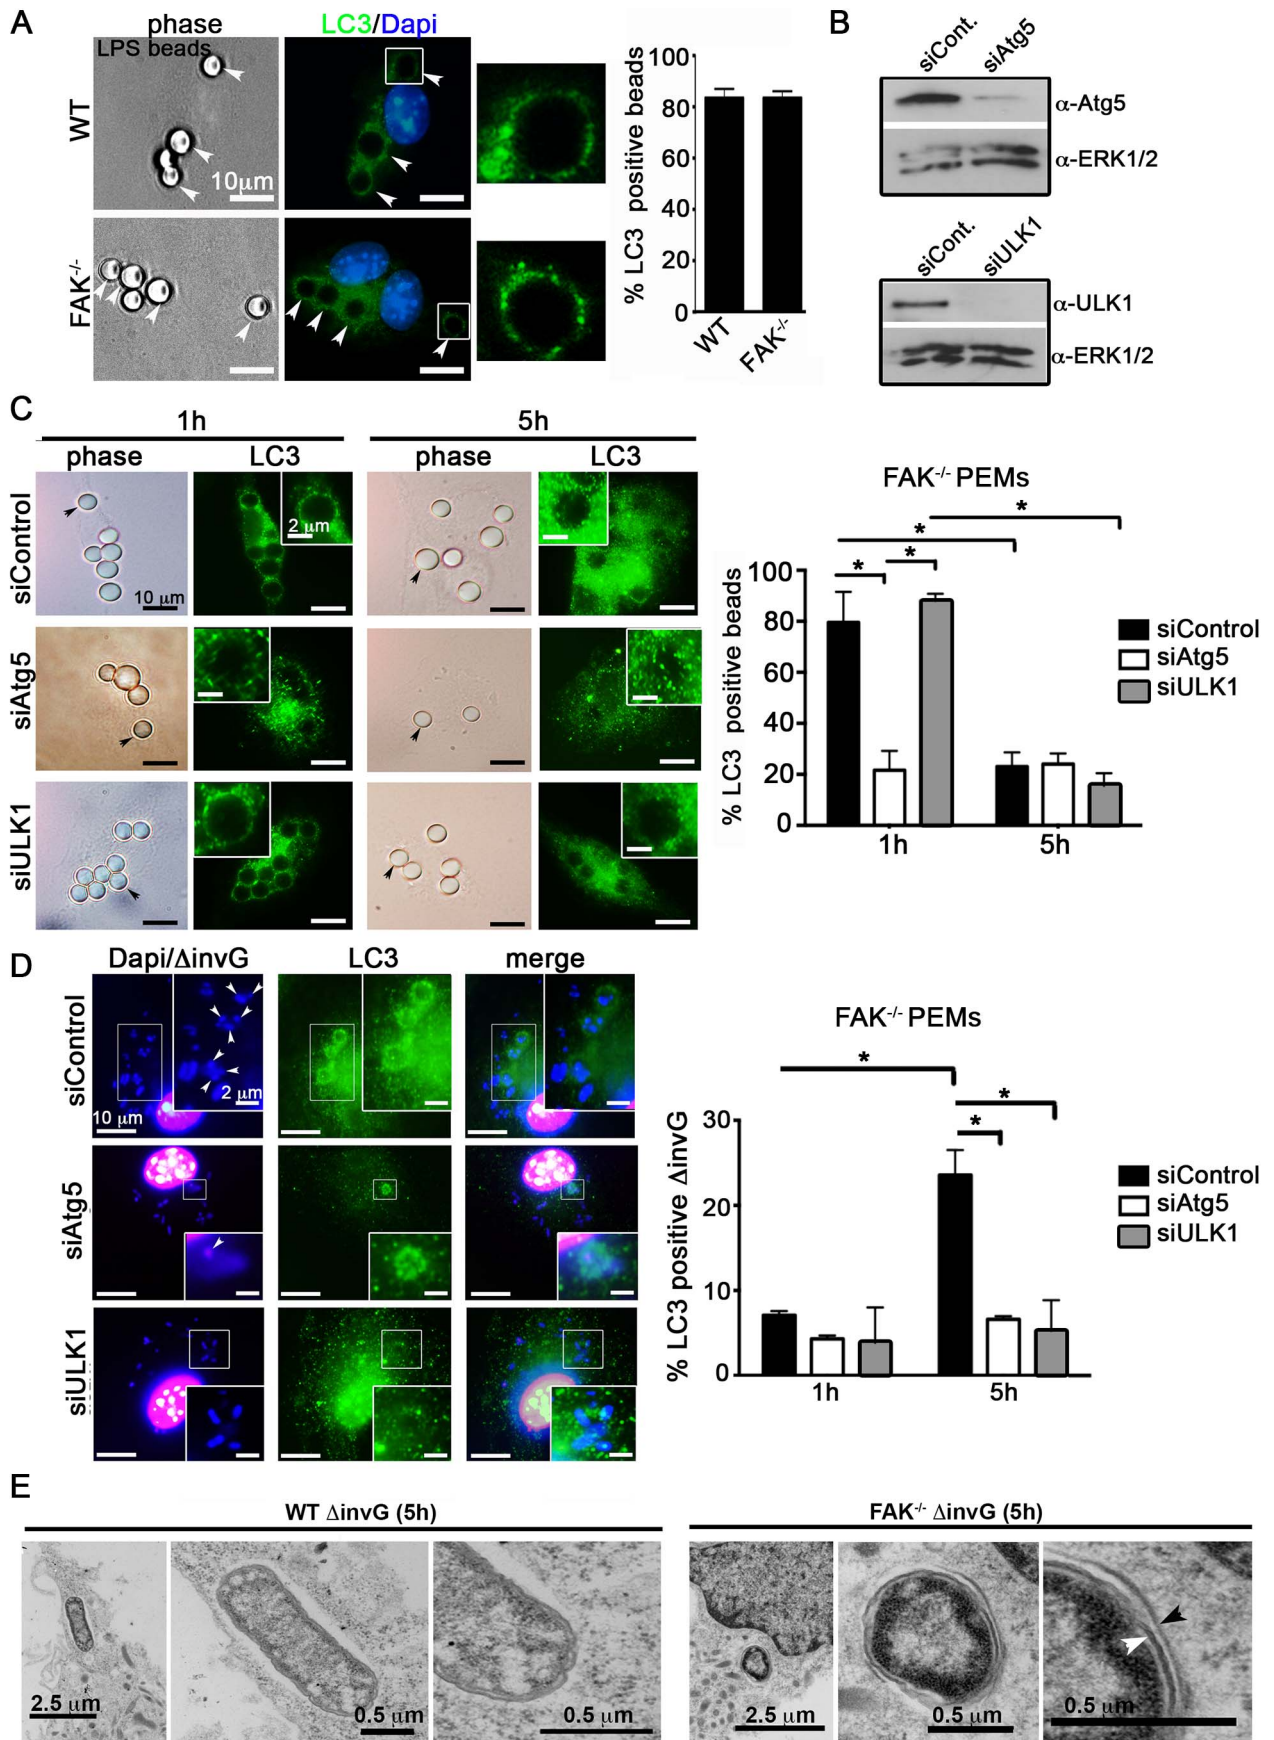 A
phase
LC3/Dapi
LPS beads
WT
10μm
FAK-/-
% LC3 positive beads
100
80
60
40
20
0
WT
FAK-/-
B
siCont.
siAtg5
α-Atg5
α-ERK1/2
siCont.
siULK1
α-ULK1
α-ERK1/2
C
1h
5h
phase
LC3
phase
LC3
siControl
10 μm
2 μm
siAtg5
siULK1
FAK-/- PEMs
*
*
*
*
% LC3 positive beads
100
80
60
40
20
0
1h
5h
siControl
siAtg5
siULK1
D
Dapi/ΔinvG
LC3
merge
siControl
10 μm
2 μm
siAtg5
siULK1
FAK-/- PEMs
*
*
*
% LC3 positive ΔinvG
30
20
10
0
1h
5h
siControl
siAtg5
siULK1
E
WT ΔinvG (5h)
FAK-/- ΔinvG (5h)
2.5 μm
0.5 μm
0.5 μm
2.5 μm
0.5 μm
0.5 μm